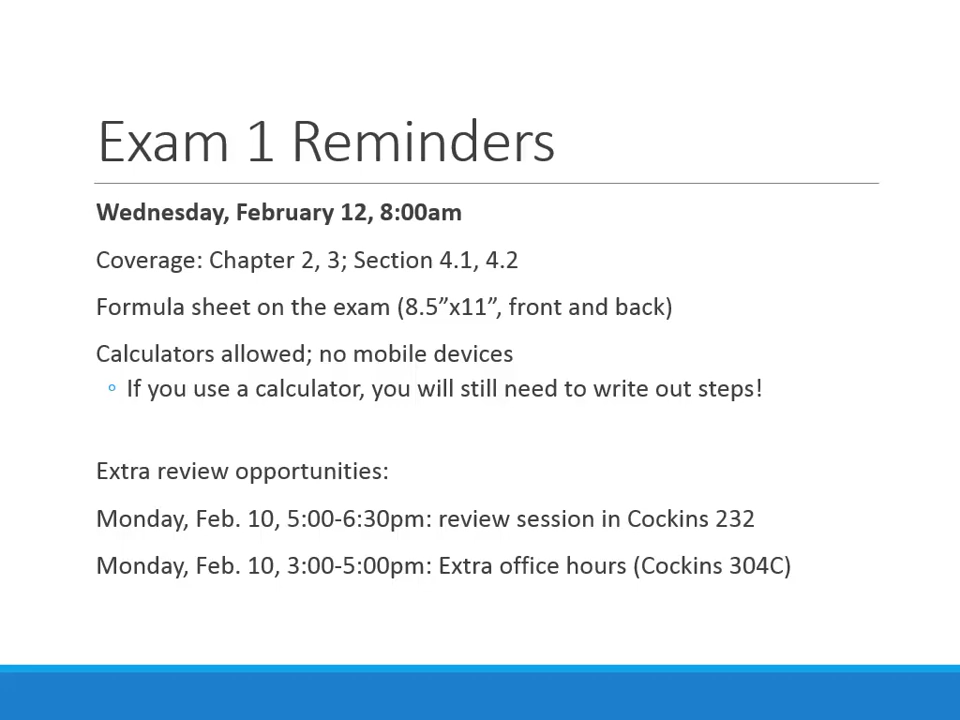 Exam 1 Reminders
Wednesday, February 12, 8:00am
Coverage: Chapter 2, 3; Section 4.1, 4.2
Formula sheet on the exam (8.5”x11”, front and back)
Calculators allowed; no mobile devices
◦ If you use a calculator, you will still need to write out steps!
Extra review opportunities:
Monday, Feb. 10, 5:00-6:30pm: review session in Cockins 232
Monday, Feb. 10, 3:00-5:00pm: Extra office hours (Cockins 304C)